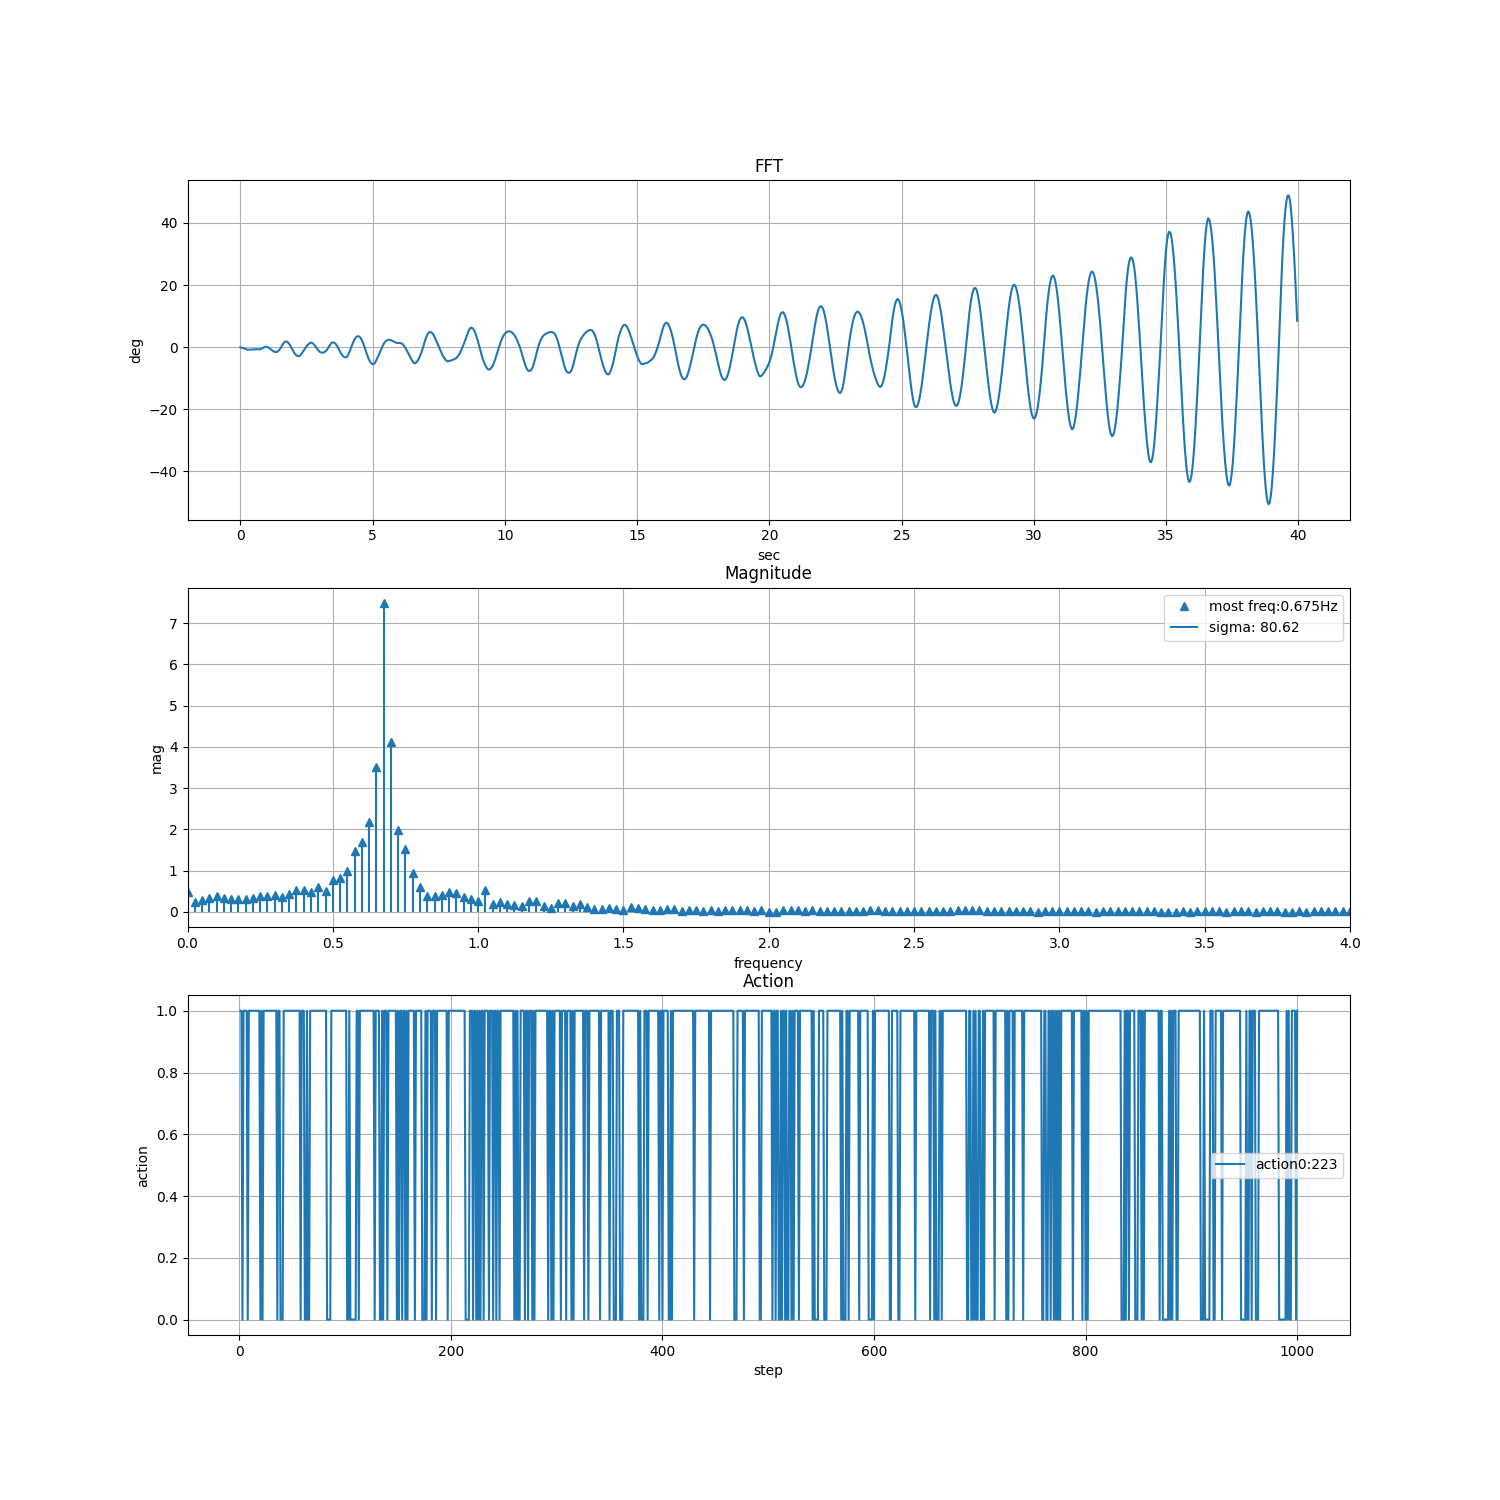 FFT
40
20
0
−20
−40
deg
0 5 10 15 20 25 30 35 40
sec
Magnitude
7
6
5
4
3
2
1
0
mag
most freq:0.675Hz
sigma: 80.62
0.0 0.5 1.0 1.5 2.0 2.5 3.0 3.5 4.0
frequency
Action
1.0
0.8
0.6
0.4
0.2
0.0
action
action0:223
0 200 400 600 800 1000
step